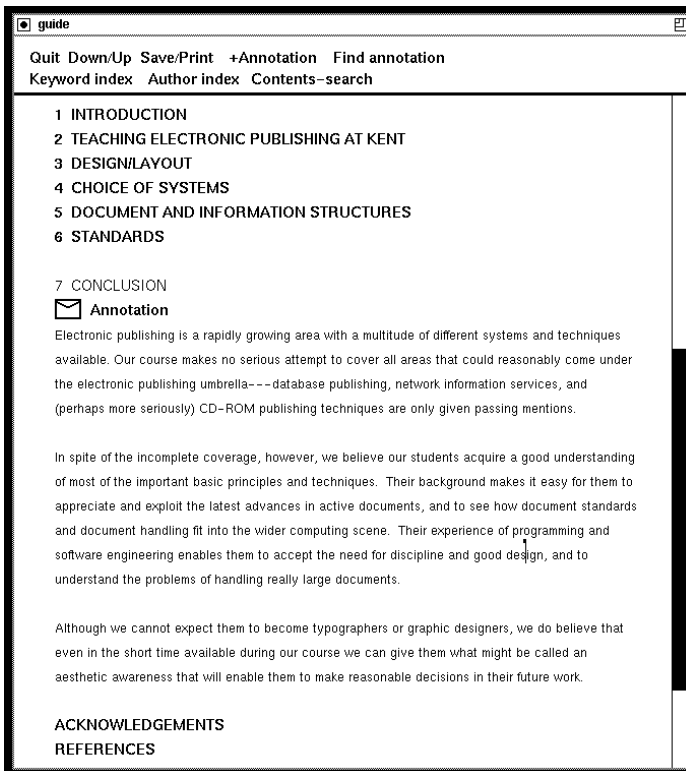 guide
Quit Down/Up Save/Print +Annotation Find annotation
Keyword index Author index Contents-search
1 INTRODUCTION
2 TEACHING ELECTRONIC PUBLISHING AT KENT
3 DESIGN/LAYOUT
4 CHOICE OF SYSTEMS
5 DOCUMENT AND INFORMATION STRUCTURES
6 STANDARDS
7 CONCLUSION
Annotation
Electronic publishing is a rapidly growing area with a multitude of different systems and techniques
available. Our course makes no serious attempt to cover all areas that could reasonably come under
the electronic publishing umbrella---database publishing, network information services, and
(perhaps more seriously) CD-ROM publishing techniques are only given passing mentions.
In spite of the incomplete coverage, however, we believe our students acquire a good understanding
of most of the important basic principles and techniques. Their background makes it easy for them to
appreciate and exploit the latest advances in active documents, and to see how document standards
and document handling fit into the wider computing scene. Their experience of programming and
software engineering enables them to accept the need for discipline and good design, and to
understand the problems of handling really large documents.
Although we cannot expect them to become typographers or graphic designers, we do believe that
even in the short time available during our course we can give them what might be called an
aesthetic awareness that will enable them to make reasonable decisions in their future work.
ACKNOWLEDGEMENTS
REFERENCES